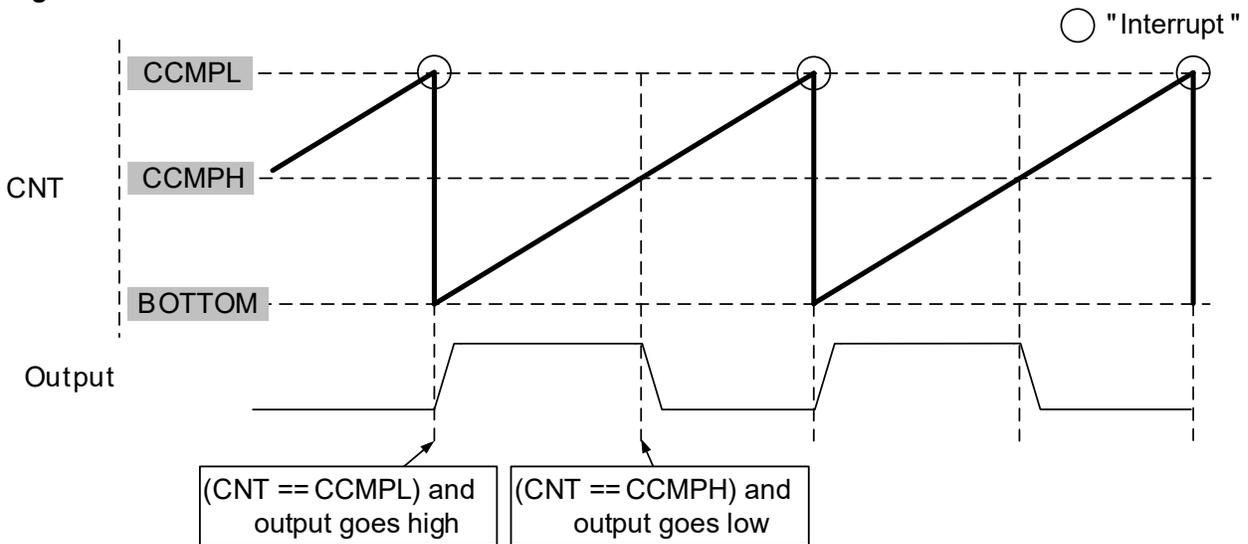 "Interrupt"
CCMPL
CCMPH
CNT
BOTTOM
Output
(CNT == CCMPL) and
output goes high
(CNT == CCMPH) and
output goes low